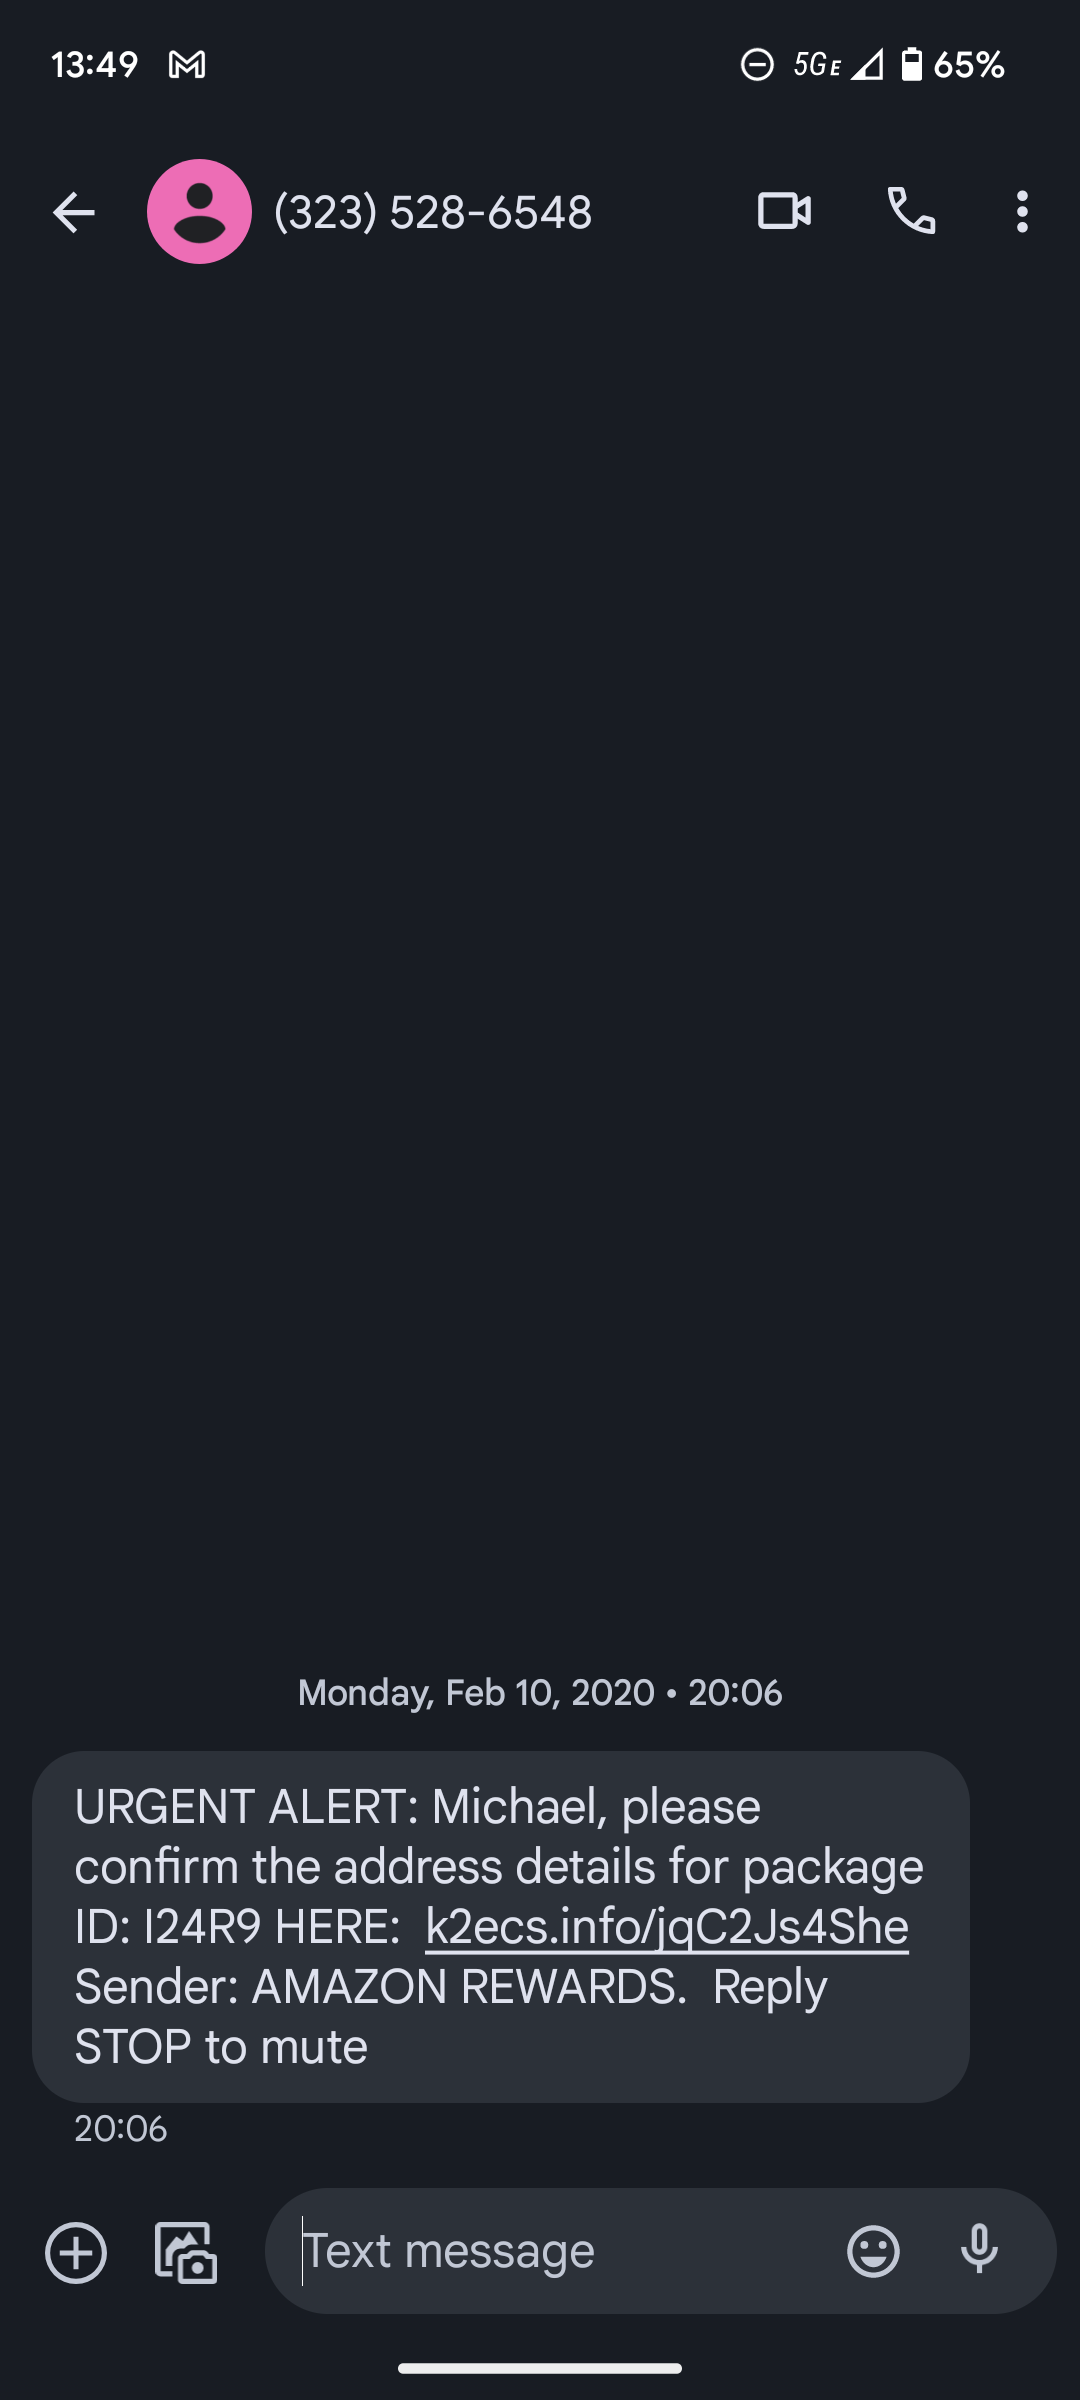 13:49 5GE 65%
(323) 528-6548
Monday, Feb 10, 2020 • 20:06
URGENT ALERT: Michael, please
confirm the address details for package
ID: I24R9 HERE:  k2ecs.info/jqC2Js4She
Sender: AMAZON REWARDS.  Reply
STOP to mute
20:06
Text message